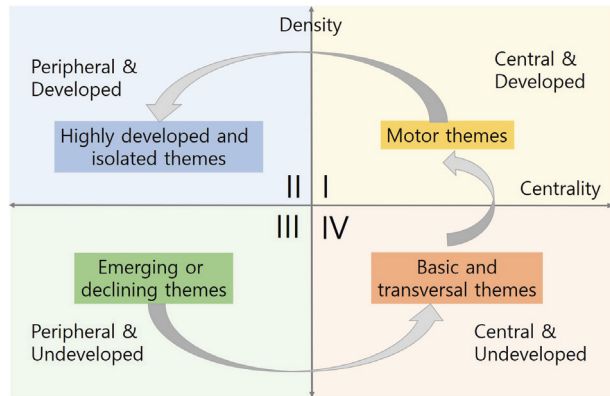 Density
Peripheral &
Developed
Central &
Developed
Highly developed and
isolated themes
Motor themes
II I
Centrality
III IV
Emerging or
declining themes
Basic and
transversal themes
Peripheral &
Undeveloped
Central &
Undeveloped